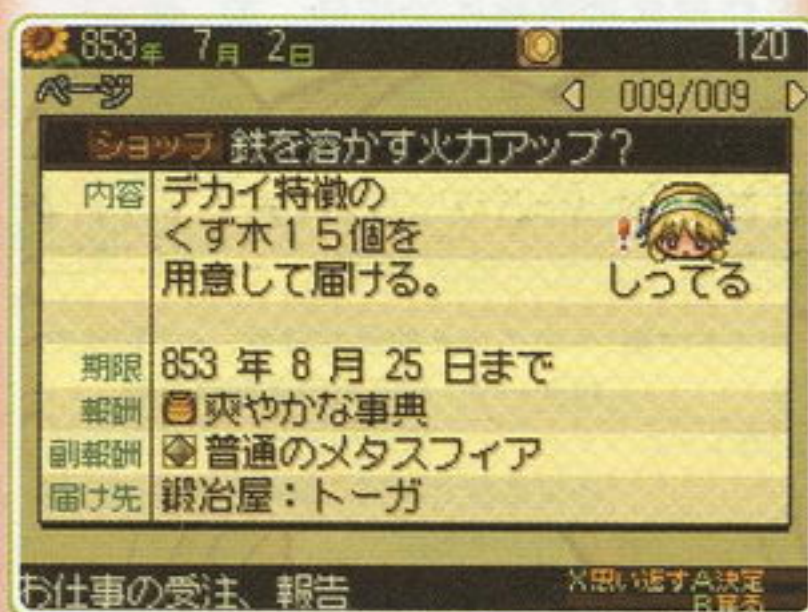 853年 7月 2日 120
ページ 009/009
ショップ 鉄を溶かす火力アップ?
内容 デカイ特徴の
くず木15個を
用意して届ける。
しってる
期限 853 年 8 月 25 日まで
報酬 爽やかな事典
副報酬 普通のメタスフィア
届け先 鍛冶屋:トーガ
お仕事の受注、報告
X思い返す A決定
B戻る